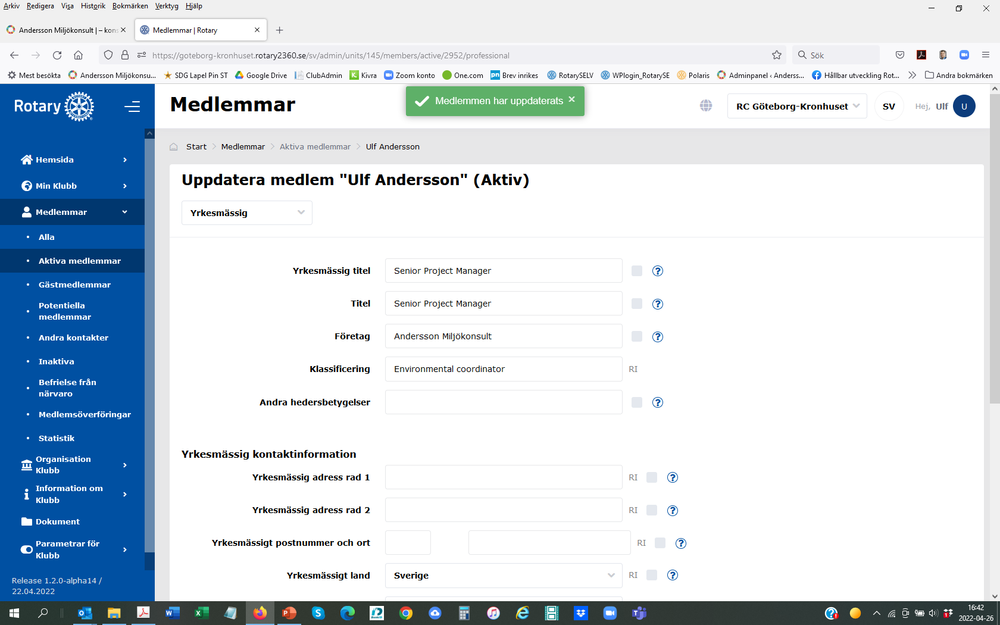 Arkiv Redigera Visa Historik Bokmärken Verktyg Hjälp
Andersson Miljökonsult | – kons
Medlemmar | Rotary
https://goteborg-kronhuset.rotary2360.se/sv/admin/units/145/members/active/2952/professional
Sök
Mest besökta Andersson Miljökonsu... SDG Lapel Pin ST Google Drive ClubAdmin Kivra Zoom konto One.com Brev inrikes RotarySELV WPlogin_RotarySE Polaris Adminpanel ‹ Anderss... Hållbar utveckling Rot... Andra bokmärken
Rotary
Medlemmar
Medlemmen har uppdaterats
RC Göteborg-Kronhuset
SV
Hej, Ulf
U
Start Medlemmar Aktiva medlemmar Ulf Andersson
Hemsida
Min Klubb
Medlemmar
Alla
Aktiva medlemmar
Gästmedlemmar
Potentiella
medlemmar
Andra kontakter
Inaktiva
Befrielse från
närvaro
Medlemsöverföringar
Statistik
Organisation
Klubb
Information om
Klubb
Dokument
Parametrar för
Klubb
Release 1.2.0-alpha14 /
22.04.2022
Uppdatera medlem "Ulf Andersson" (Aktiv)
Yrkesmässig
Yrkesmässig titel Senior Project Manager ?
Titel Senior Project Manager ?
Företag Andersson Miljökonsult ?
Klassificering Environmental coordinator RI
Andra hedersbetygelser ?
Yrkesmässig kontaktinformation
Yrkesmässig adress rad 1 RI ?
Yrkesmässig adress rad 2 RI ?
Yrkesmässigt postnummer och ort RI ?
Yrkesmässigt land Sverige RI ?
16:42
2022-04-26